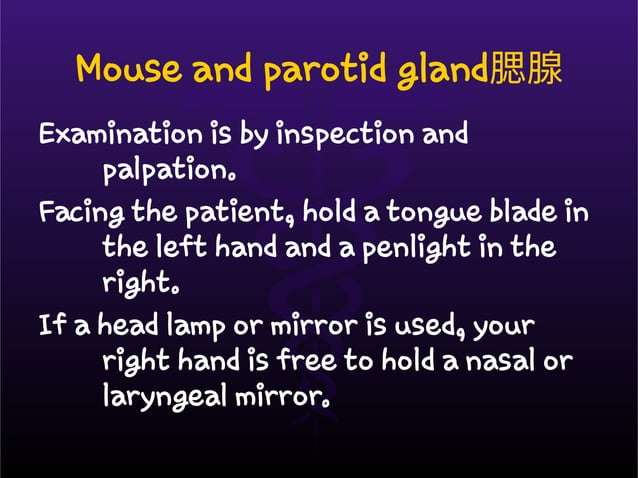 Mouse and parotid gland腮腺
Examination is by inspection and
palpation.
Facing the patient, hold a tongue blade in
the left hand and a penlight in the
right.
If a head lamp or mirror is used, your
right hand is free to hold a nasal or
laryngeal mirror.